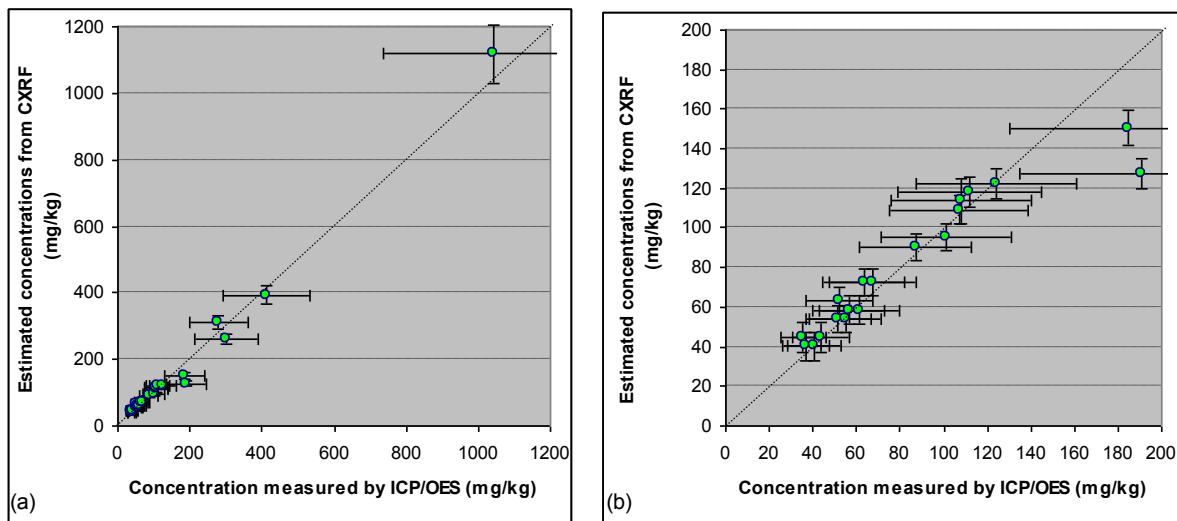 1200
1000
800
600
400
200
0
0 200 400 600 800 1000 1200
Estimated concentrations from CXRF
(mg/kg)
Concentration measured by ICP/OES (mg/kg)
(a)
200
180
160
140
120
100
80
60
40
20
0
0 20 40 60 80 100 120 140 160 180 200
Estimated concentrations from CXRF
(mg/kg)
Concentration measured by ICP/OES (mg/kg)
(b)